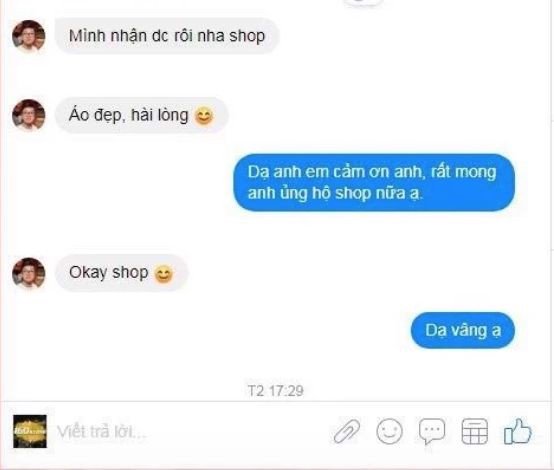 Mình nhận dc rồi nha shop
Áo đẹp, hài lòng 😊
Dạ anh em cảm ơn anh, rất mong
anh ủng hộ shop nữa ạ.
Okay shop 😊
Dạ vâng ạ
T2 17:29
Viết trả lời...